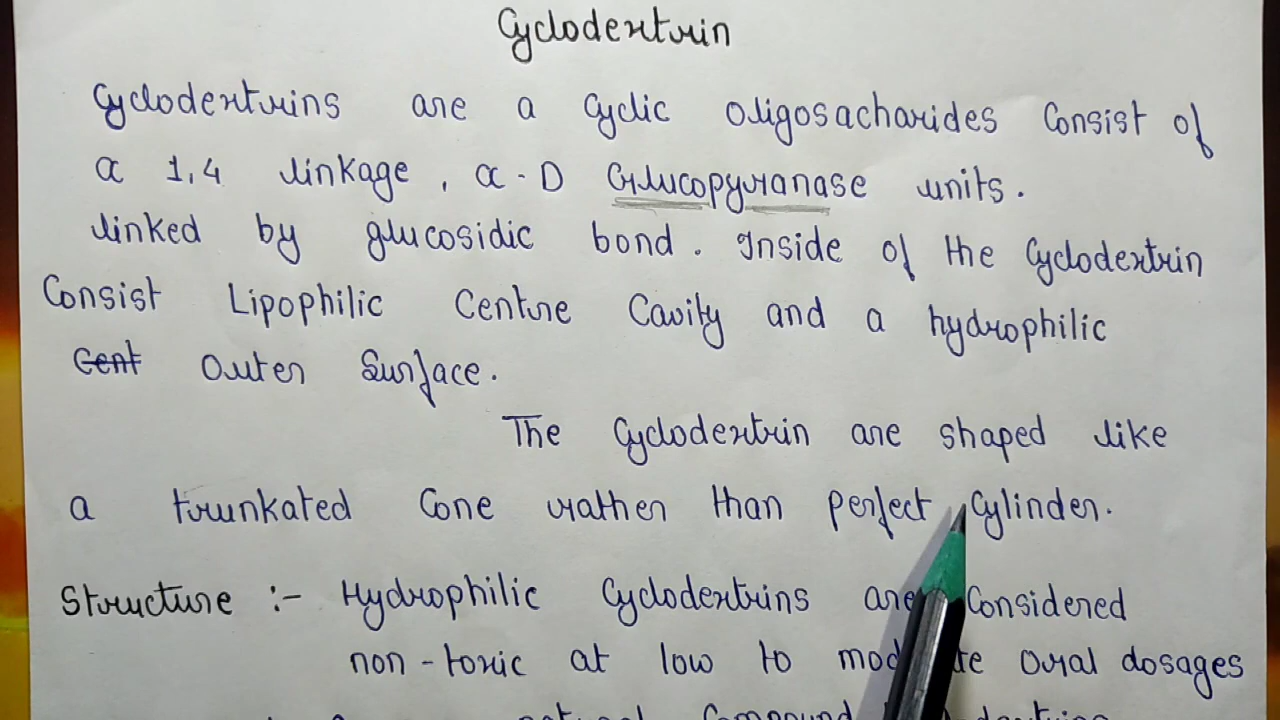 Cyclodextrin
Cyclodextrins are a cyclic oligosacharides consist of
α 1,4 linkage, α-D Glucopyranase units.
linked by glucosidic bond. Inside of the cyclodextrin
Consist Lipophilic Centre Cavity and a hydrophilic
Cent outer Surface.
The cyclodextrin are shaped like
a trunkated Cone rather than perfect cylinder.
Structure :- Hydrophilic Cyclodextrins are Considered
non-toxic at low to oral dosages
natural compound